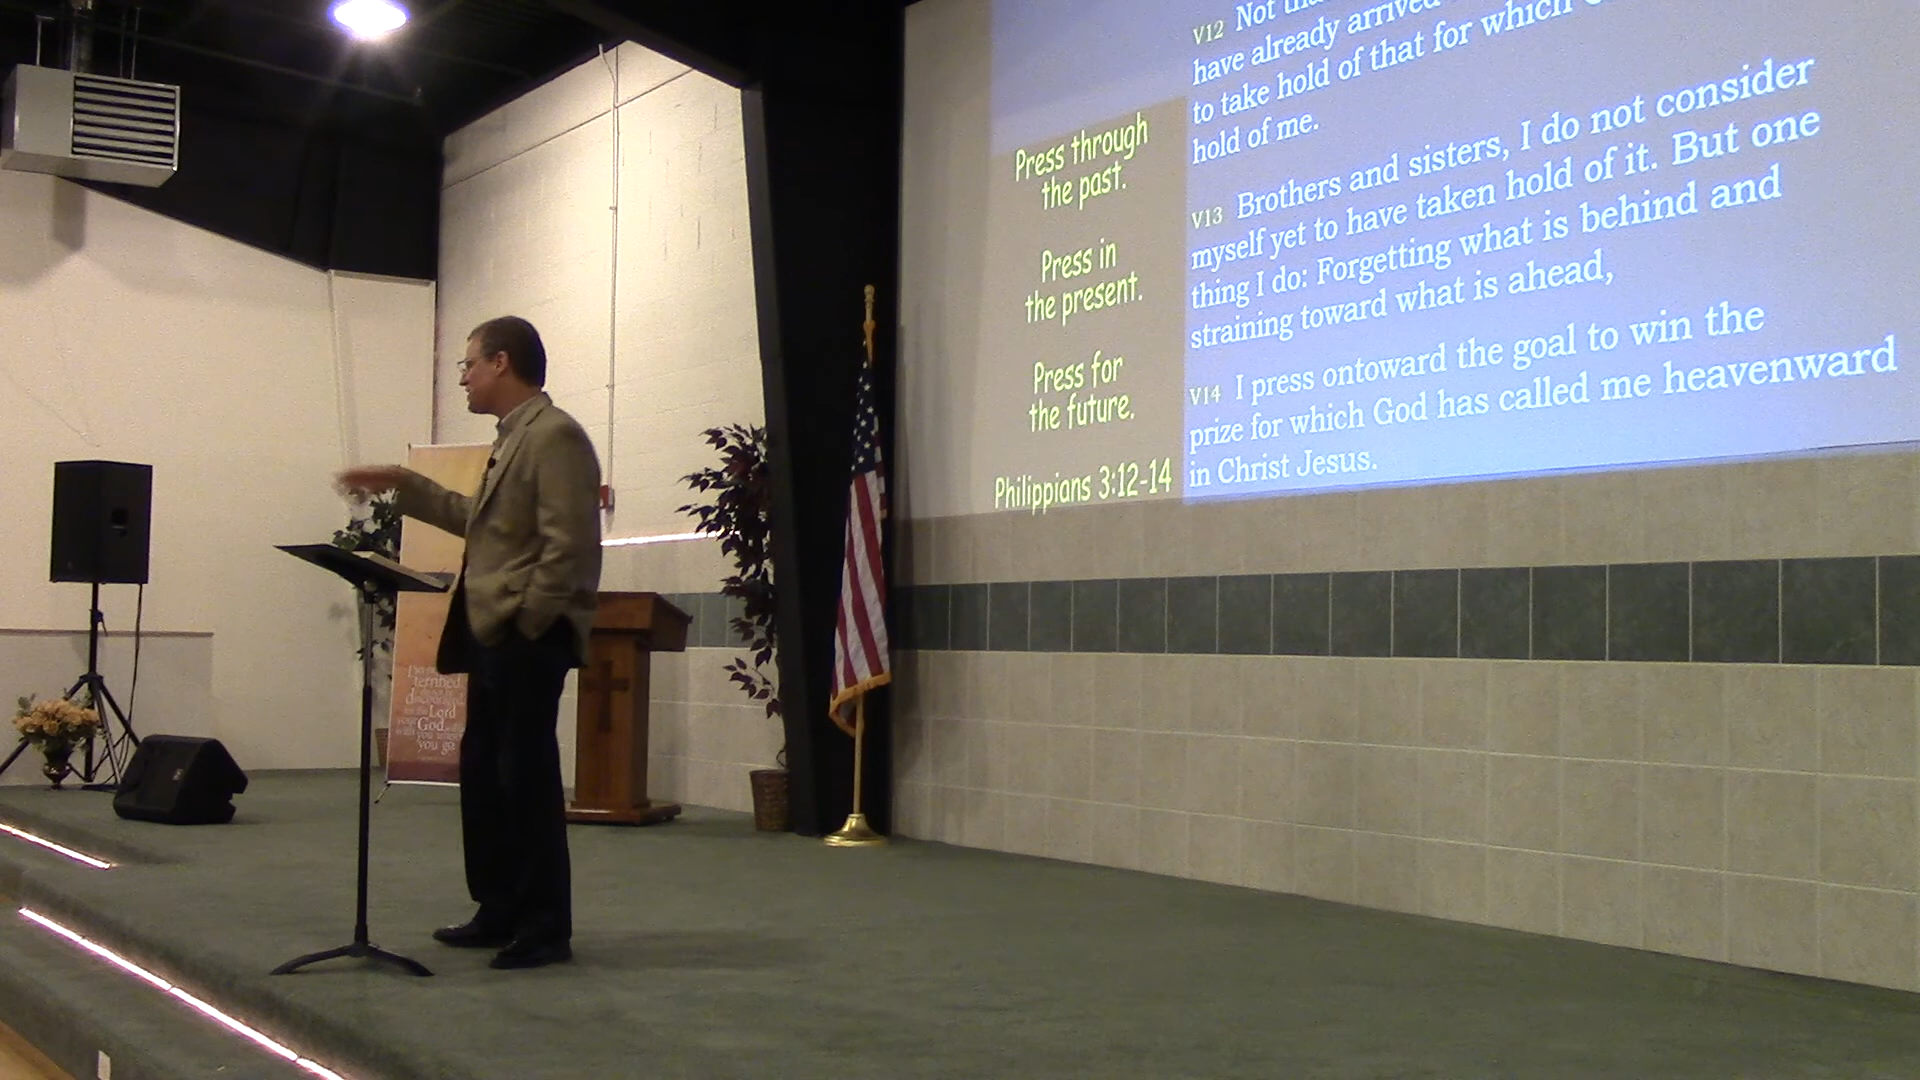 Press through
the past.
Press in
the present.
Press for
the future.
Philippians 3:12-14
V12 Not
have already arrived
to take hold of that for which
hold of me.
V13 Brothers and sisters, I do not consider
myself yet to have taken hold of it. But one
thing I do: Forgetting what is behind and
straining toward what is ahead,
V14 I press ontoward the goal to win the
prize for which God has called me heavenward
in Christ Jesus.
terrified
Lord
God
you go